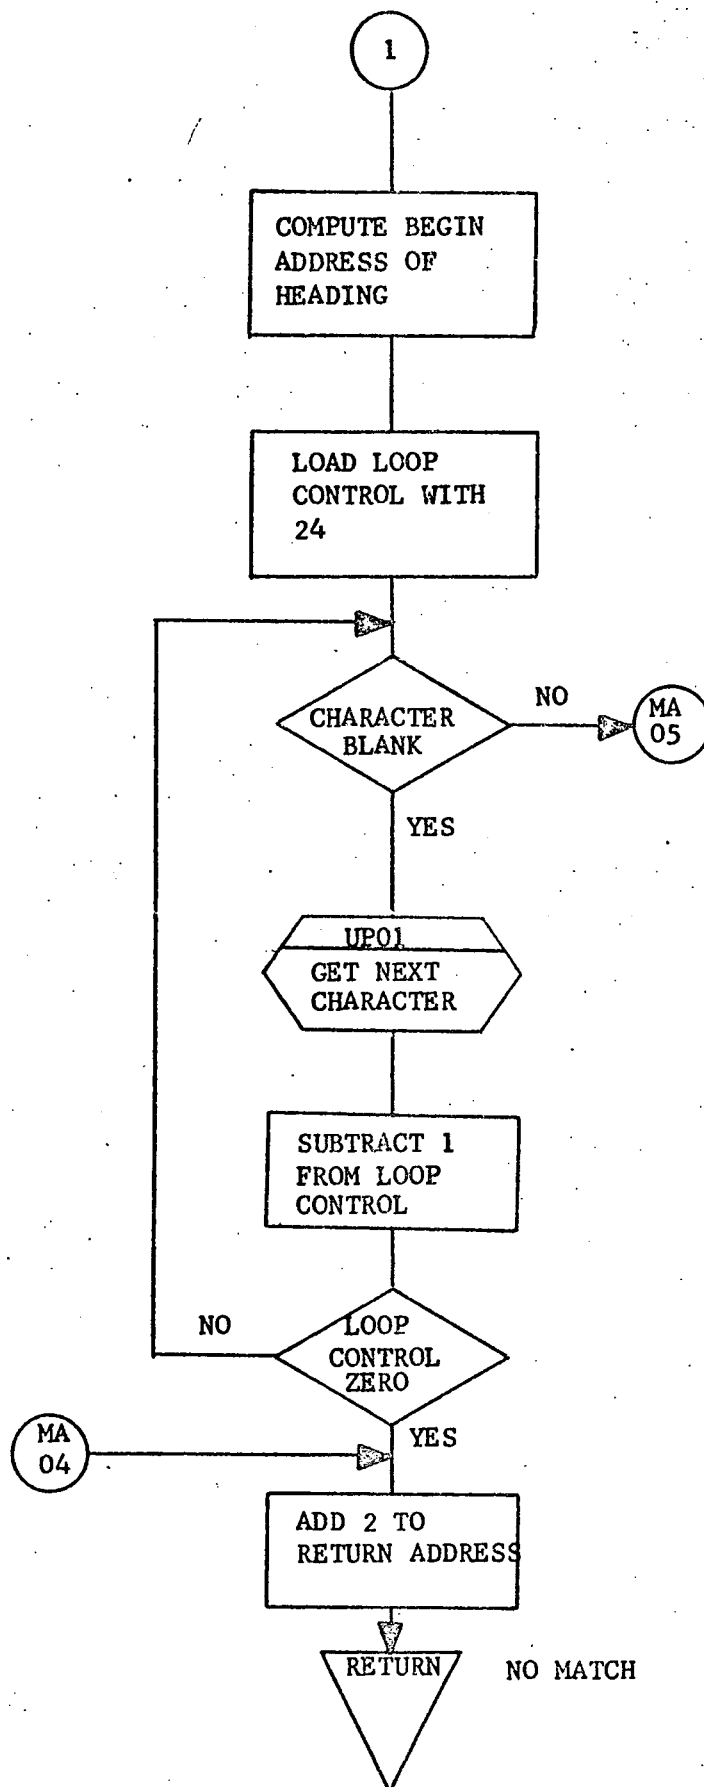 1
COMPUTE BEGIN
ADDRESS OF
HEADING
LOAD LOOP
CONTROL WITH
24
CHARACTER
BLANK
NO
MA
05
YES
UP01
GET NEXT
CHARACTER
SUBTRACT 1
FROM LOOP
CONTROL
NO
LOOP
CONTROL
ZERO
MA
04
YES
ADD 2 TO
RETURN ADDRESS
RETURN
NO MATCH